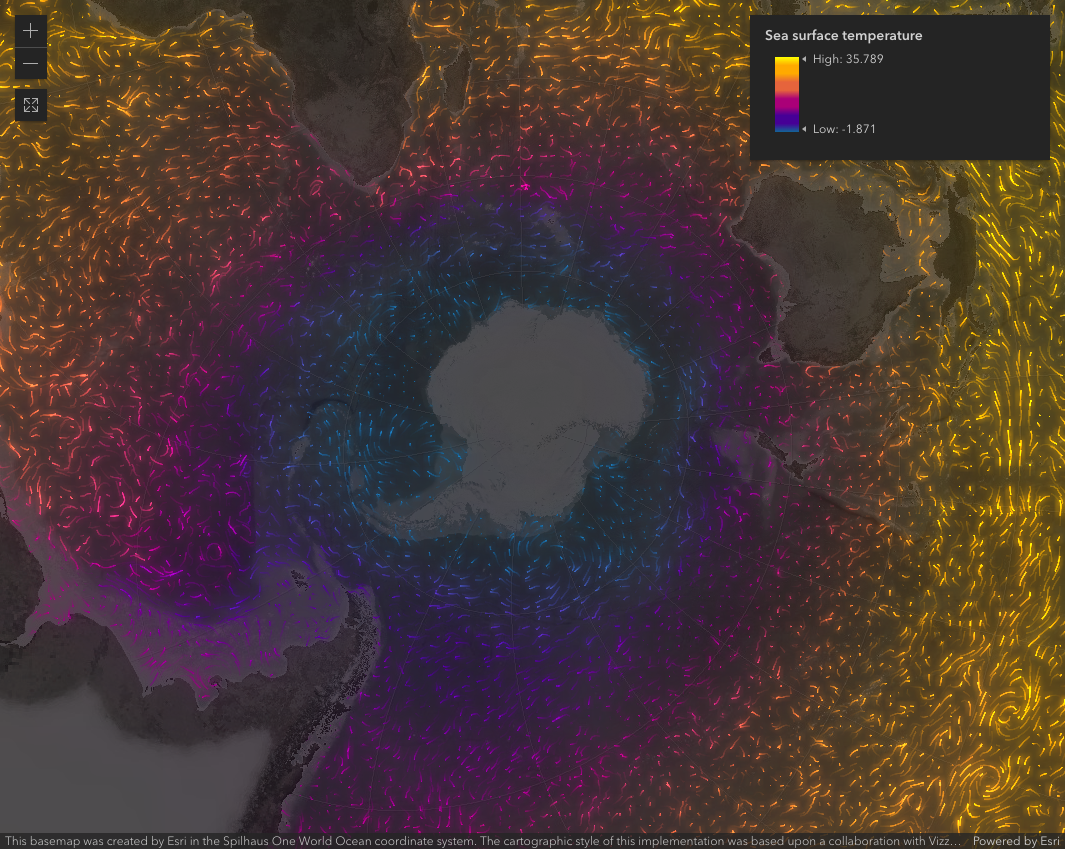 Sea surface temperature
High: 35.789
Low: -1.871
This basemap was created by Esri in the Spilhaus One World Ocean coordinate system. The cartographic style of this implementation was based upon a collaboration with Vizz... Powered by Esri